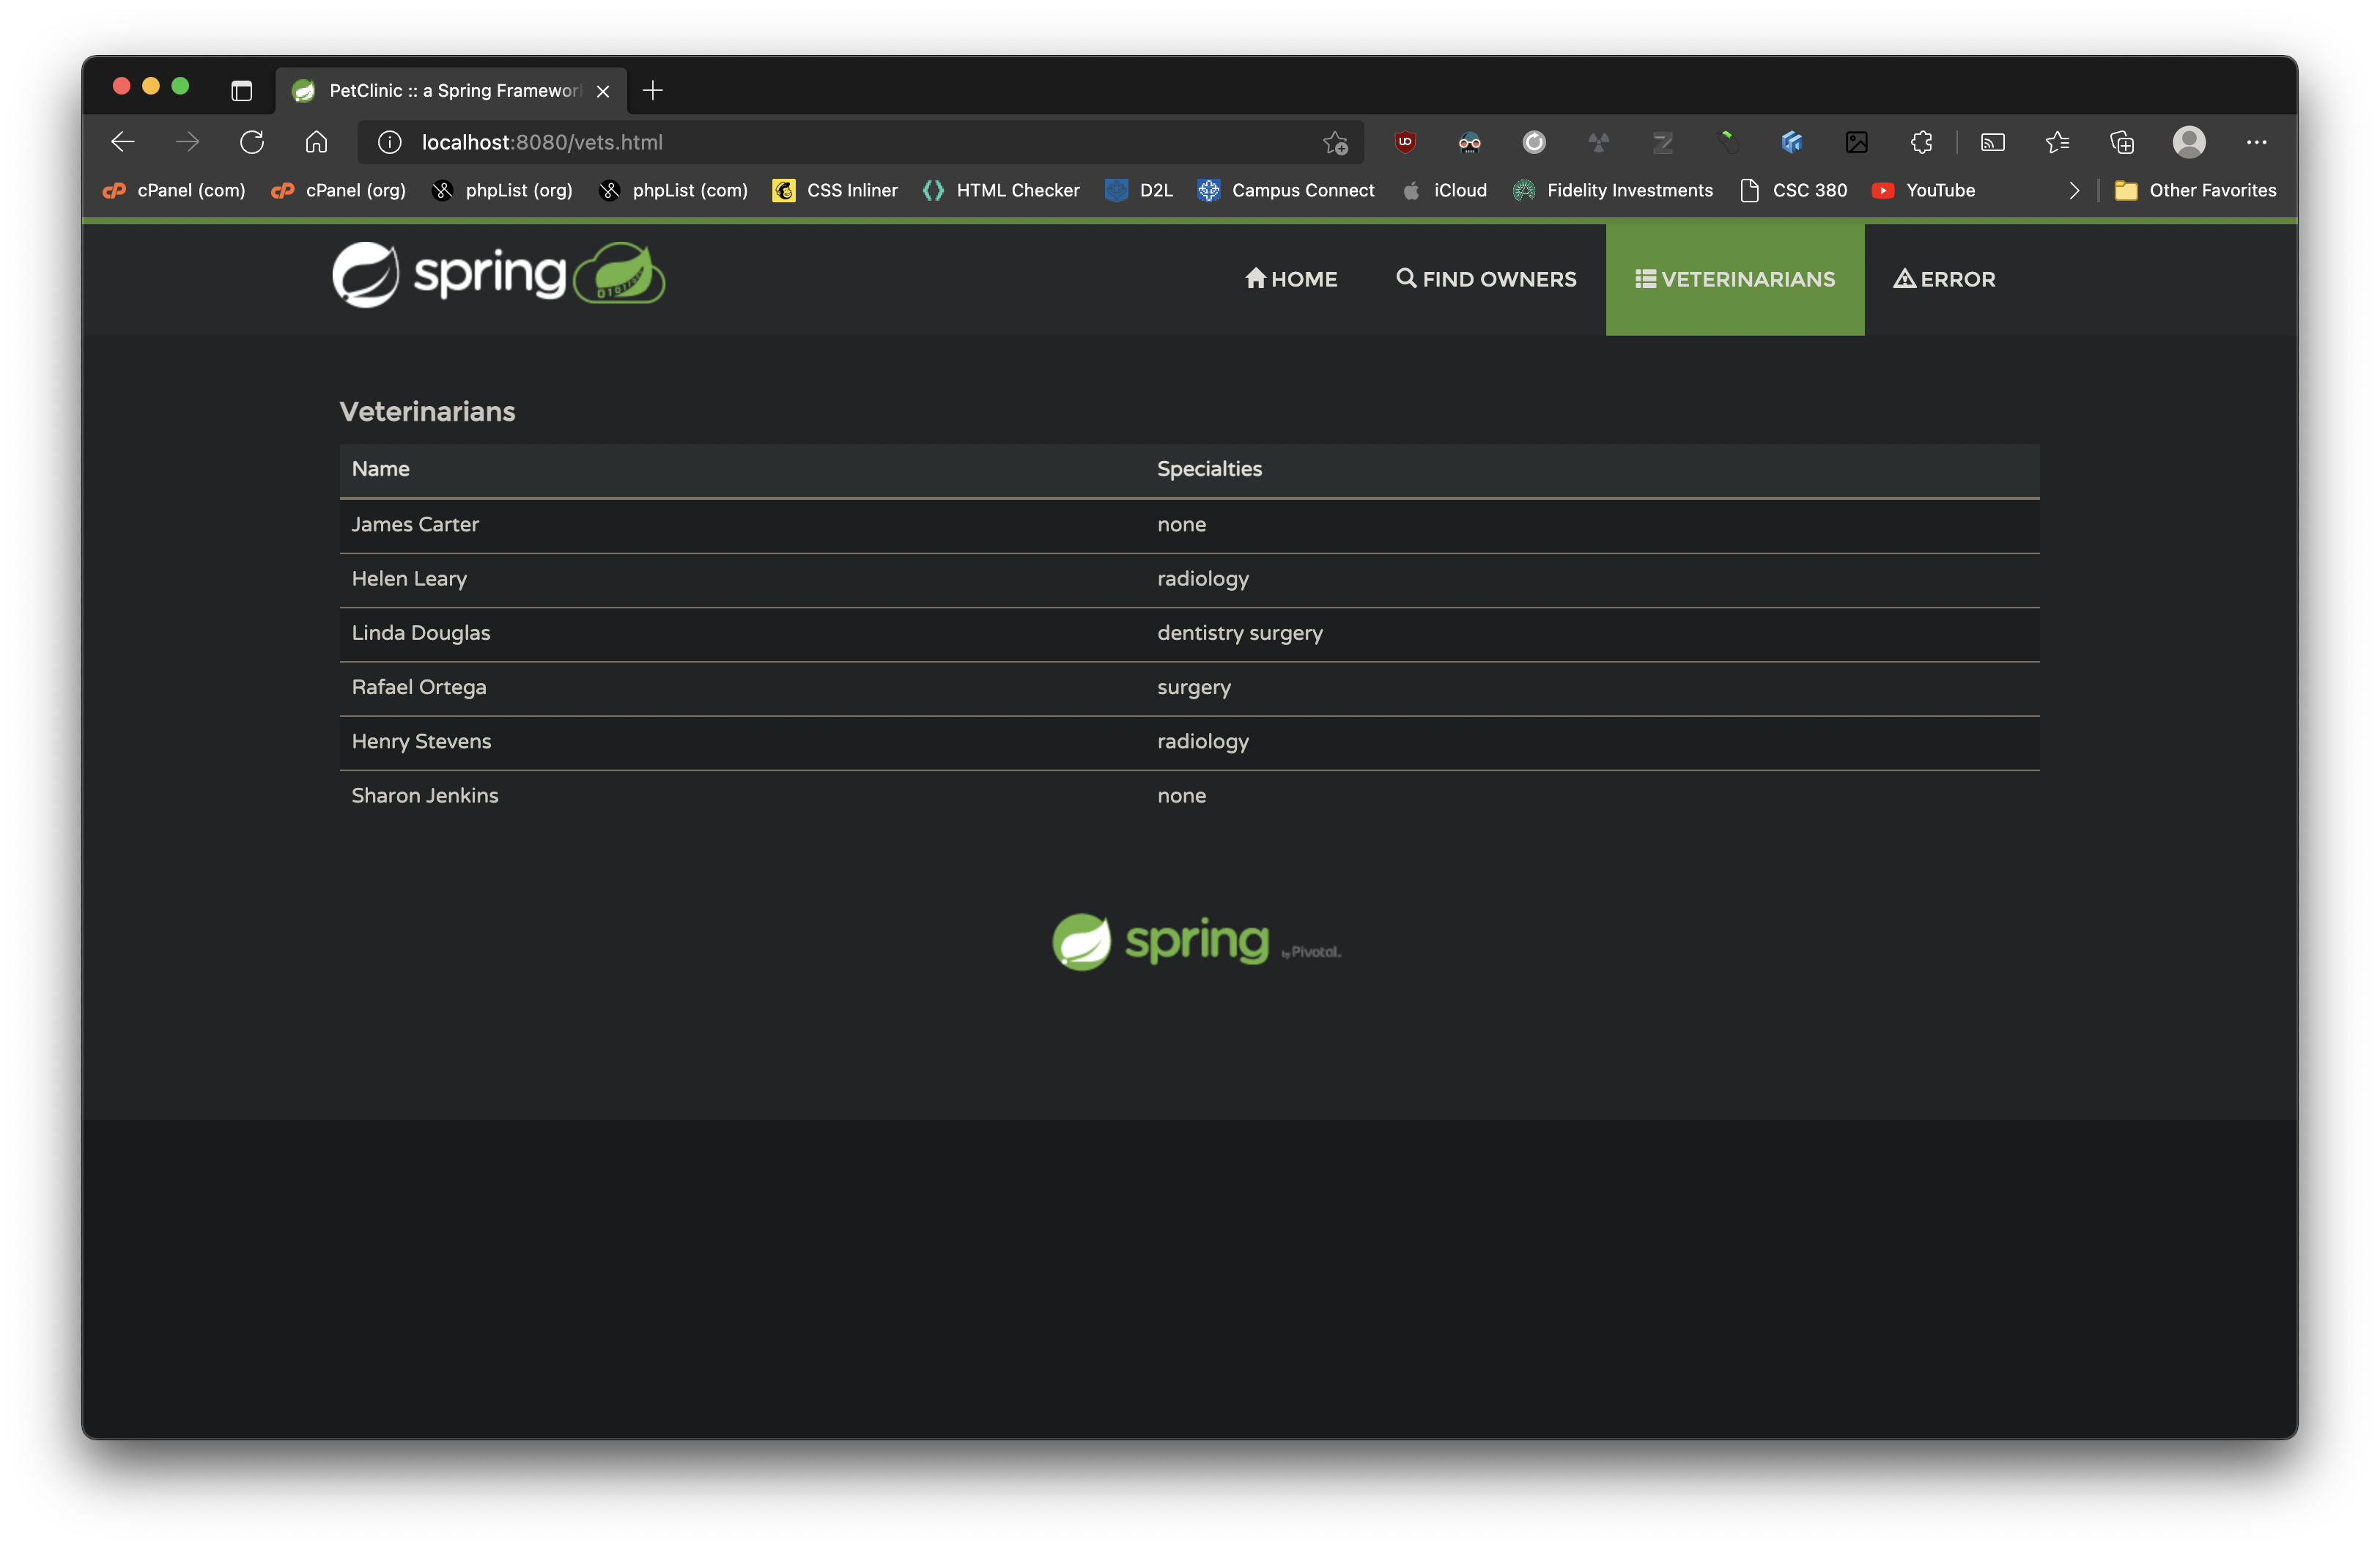 PetClinic :: a Spring Framewor
localhost:8080/vets.html
cPanel (com) cPanel (org) phpList (org) phpList (com) CSS Inliner HTML Checker D2L Campus Connect iCloud Fidelity Investments CSC 380 YouTube Other Favorites
spring HOME FIND OWNERS VETERINARIANS ERROR
Veterinarians
Name Specialties
James Carter none
Helen Leary radiology
Linda Douglas dentistry surgery
Rafael Ortega surgery
Henry Stevens radiology
Sharon Jenkins none
spring by Pivotal.